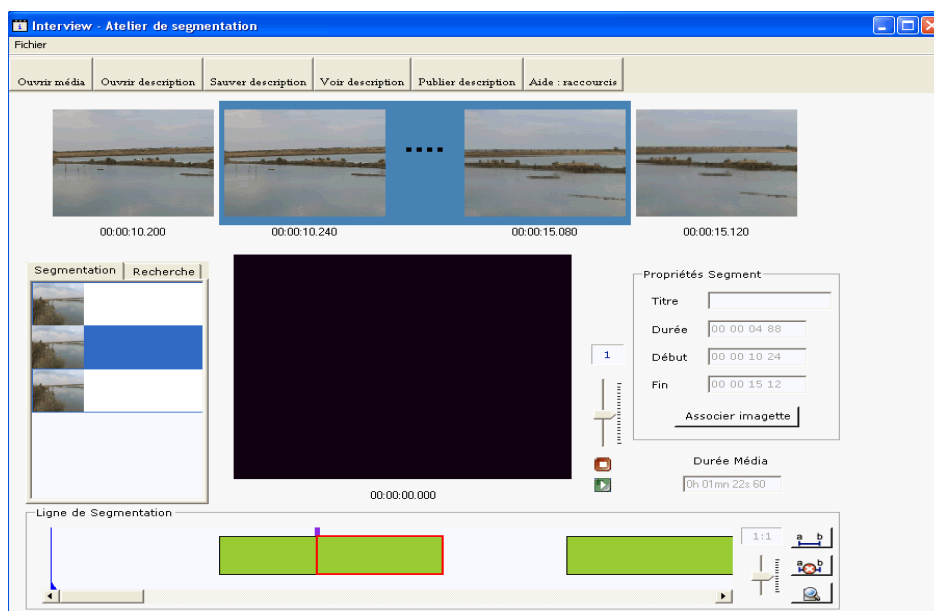 Interview - Atelier de segmentation
Fichier
Ouvrir média Ouvrir description Sauver description Voir description Publier description Aide : raccourcis
00:00:10.200 00:00:10.240 00:00:15.080 00:00:15.120
Segmentation Recherche
Propriétés Segment
Titre
Durée 00 00 04 88
1
Début 00 00 10 24
Fin 00 00 15 12
Associer imagette
Durée Média
0h 01mn 22s 60
00:00:00.000
Ligne de Segmentation
1:1
a b
a b